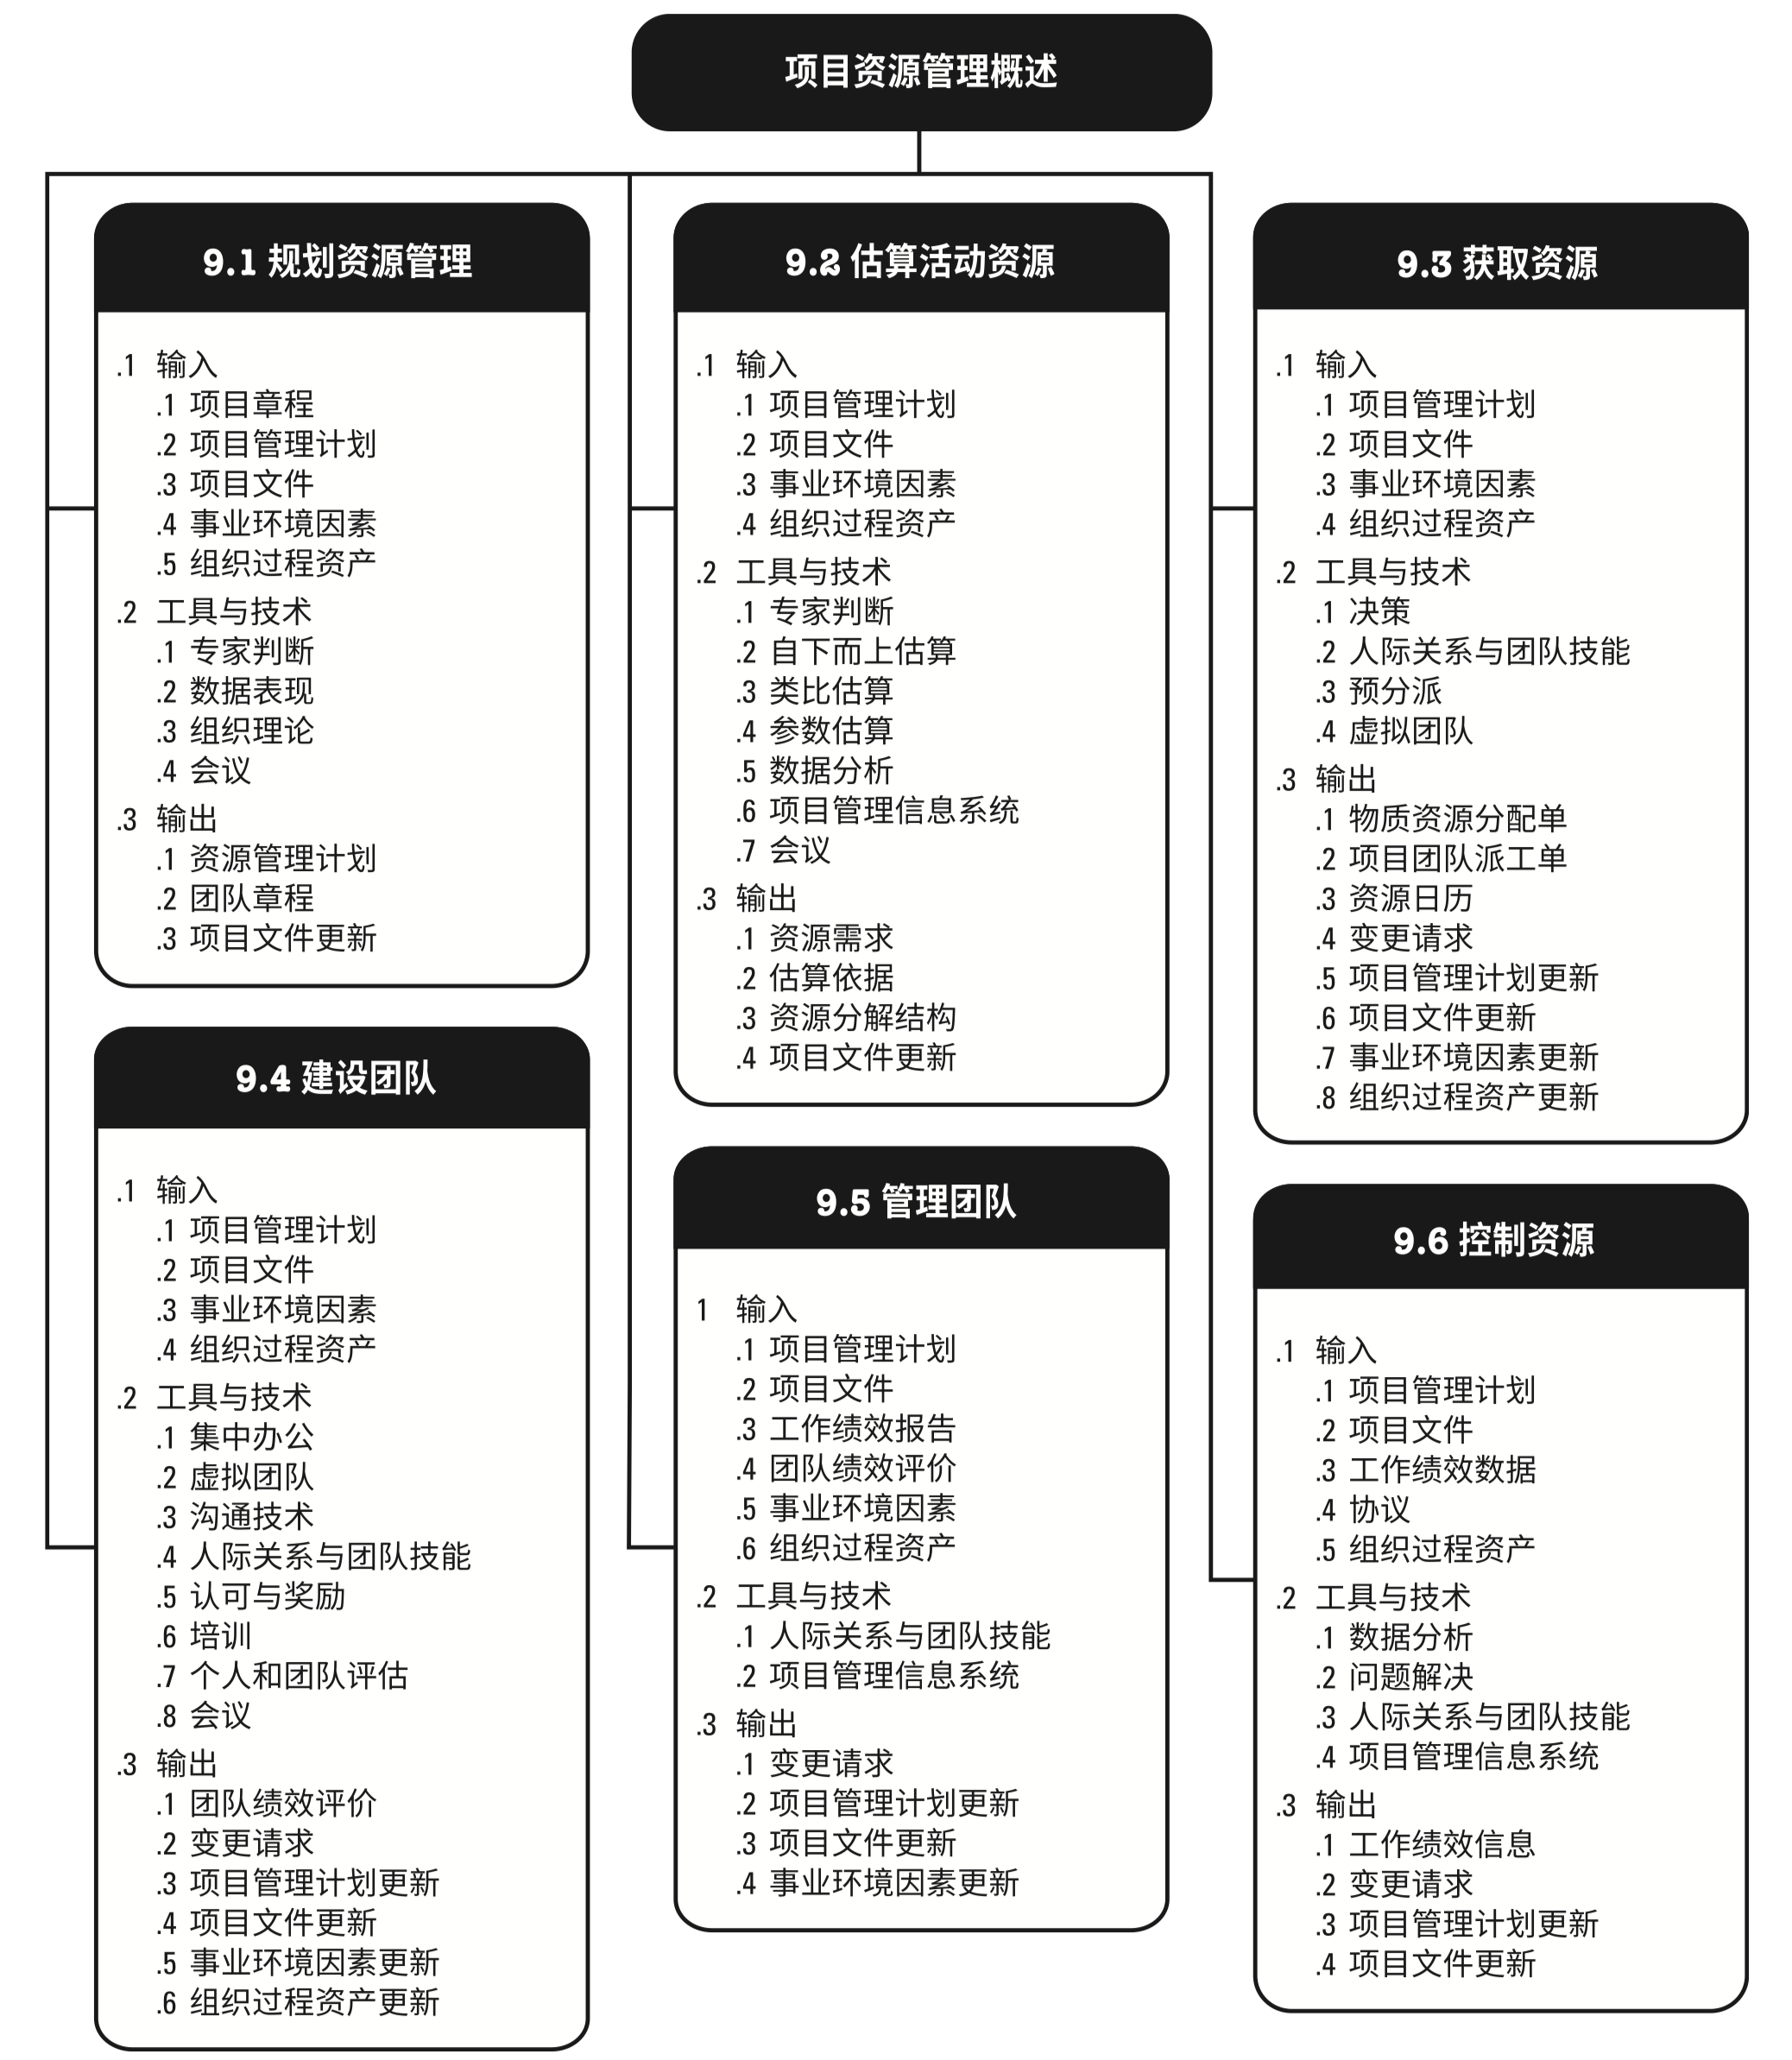 项目资源管理概述
9.1 规划资源管理
.1 输入
.1 项目章程
.2 项目管理计划
.3 项目文件
.4 事业环境因素
.5 组织过程资产
.2 工具与技术
.1 专家判断
.2 数据表现
.3 组织理论
.4 会议
.3 输出
.1 资源管理计划
.2 团队章程
.3 项目文件更新
9.2 估算活动资源
.1 输入
.1 项目管理计划
.2 项目文件
.3 事业环境因素
.4 组织过程资产
.2 工具与技术
.1 专家判断
.2 自下而上估算
.3 类比估算
.4 参数估算
.5 数据分析
.6 项目管理信息系统
.7 会议
.3 输出
.1 资源需求
.2 估算依据
.3 资源分解结构
.4 项目文件更新
9.3 获取资源
.1 输入
.1 项目管理计划
.2 项目文件
.3 事业环境因素
.4 组织过程资产
.2 工具与技术
.1 决策
.2 人际关系与团队技能
.3 预分派
.4 虚拟团队
.3 输出
.1 物质资源分配单
.2 项目团队派工单
.3 资源日历
.4 变更请求
.5 项目管理计划更新
.6 项目文件更新
.7 事业环境因素更新
.8 组织过程资产更新
9.4 建设团队
.1 输入
.1 项目管理计划
.2 项目文件
.3 事业环境因素
.4 组织过程资产
.2 工具与技术
.1 集中办公
.2 虚拟团队
.3 沟通技术
.4 人际关系与团队技能
.5 认可与奖励
.6 培训
.7 个人和团队评估
.8 会议
.3 输出
.1 团队绩效评价
.2 变更请求
.3 项目管理计划更新
.4 项目文件更新
.5 事业环境因素更新
.6 组织过程资产更新
9.5 管理团队
1 输入
.1 项目管理计划
.2 项目文件
.3 工作绩效报告
.4 团队绩效评价
.5 事业环境因素
.6 组织过程资产
.2 工具与技术
.1 人际关系与团队技能
.2 项目管理信息系统
.3 输出
.1 变更请求
.2 项目管理计划更新
.3 项目文件更新
.4 事业环境因素更新
9.6 控制资源
.1 输入
.1 项目管理计划
.2 项目文件
.3 工作绩效数据
.4 协议
.5 组织过程资产
.2 工具与技术
.1 数据分析
.2 问题解决
.3 人际关系与团队技能
.4 项目管理信息系统
.3 输出
.1 工作绩效信息
.2 变更请求
.3 项目管理计划更新
.4 项目文件更新